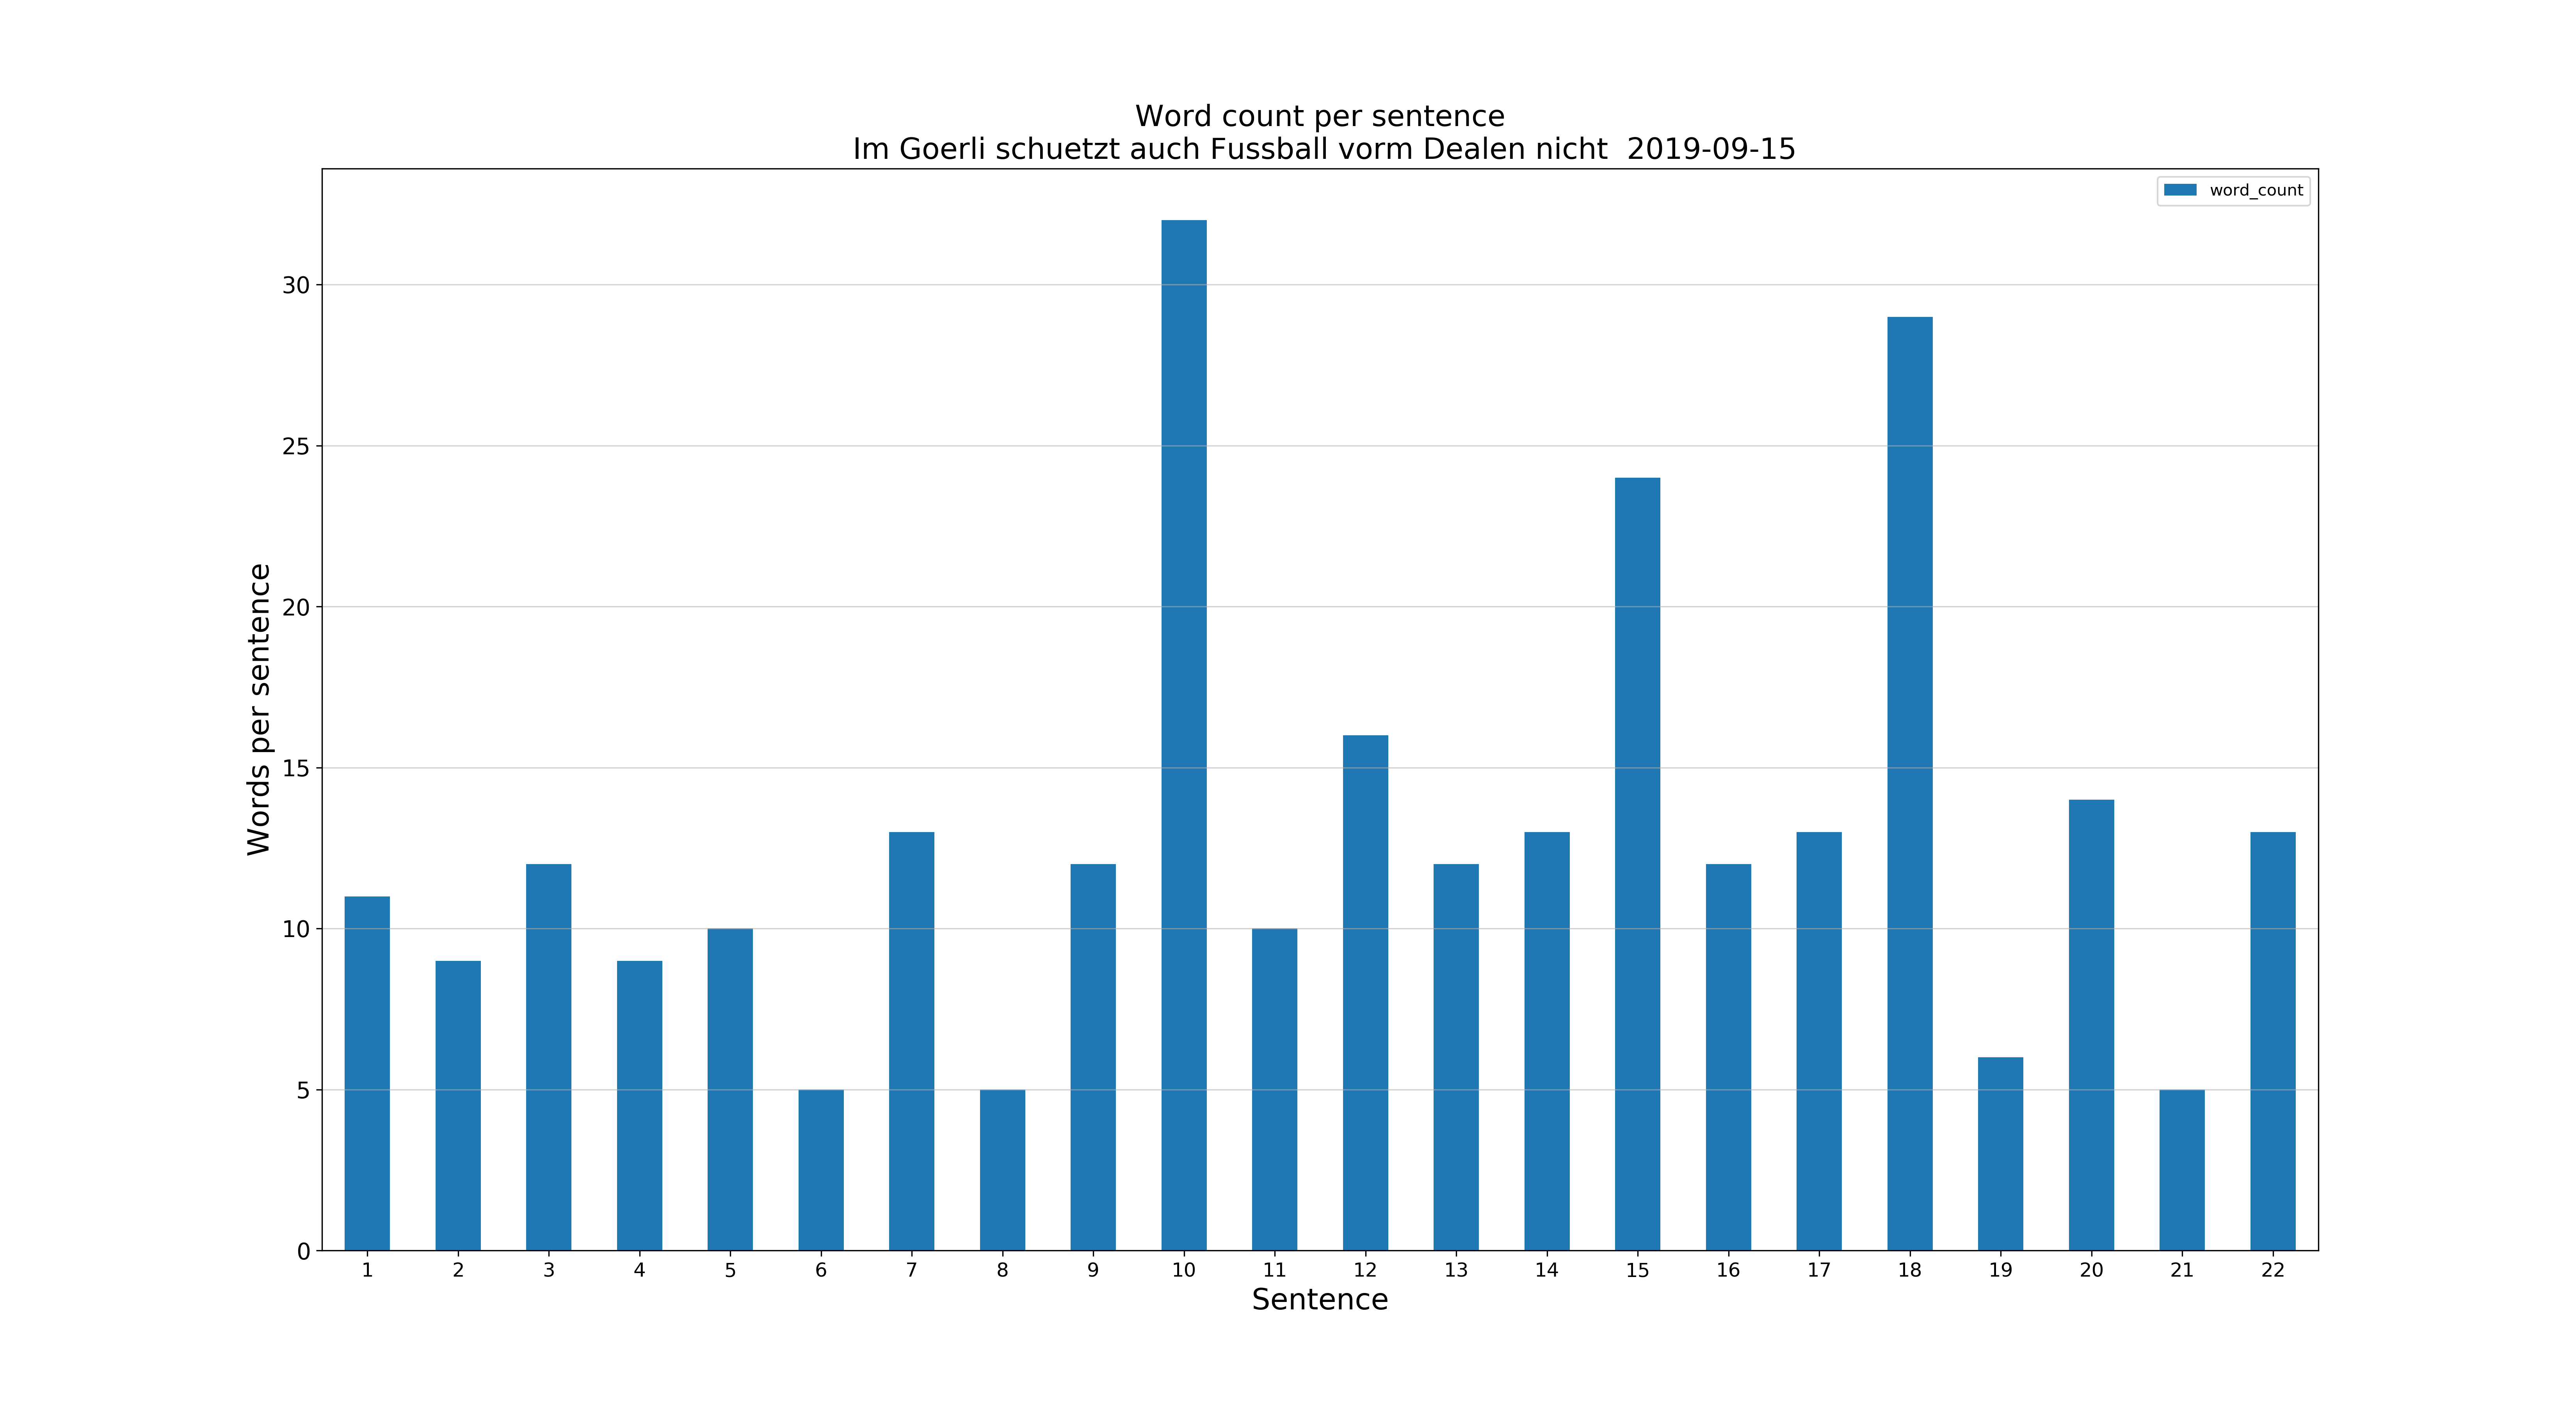 Word count per sentence
Im Goerli schuetzt auch Fussball vorm Dealen nicht  2019-09-15
word_count
Words per sentence
30
25
20
15
10
5
0
1 2 3 4 5 6 7 8 9 10 11 12 13 14 15 16 17 18 19 20 21 22
Sentence